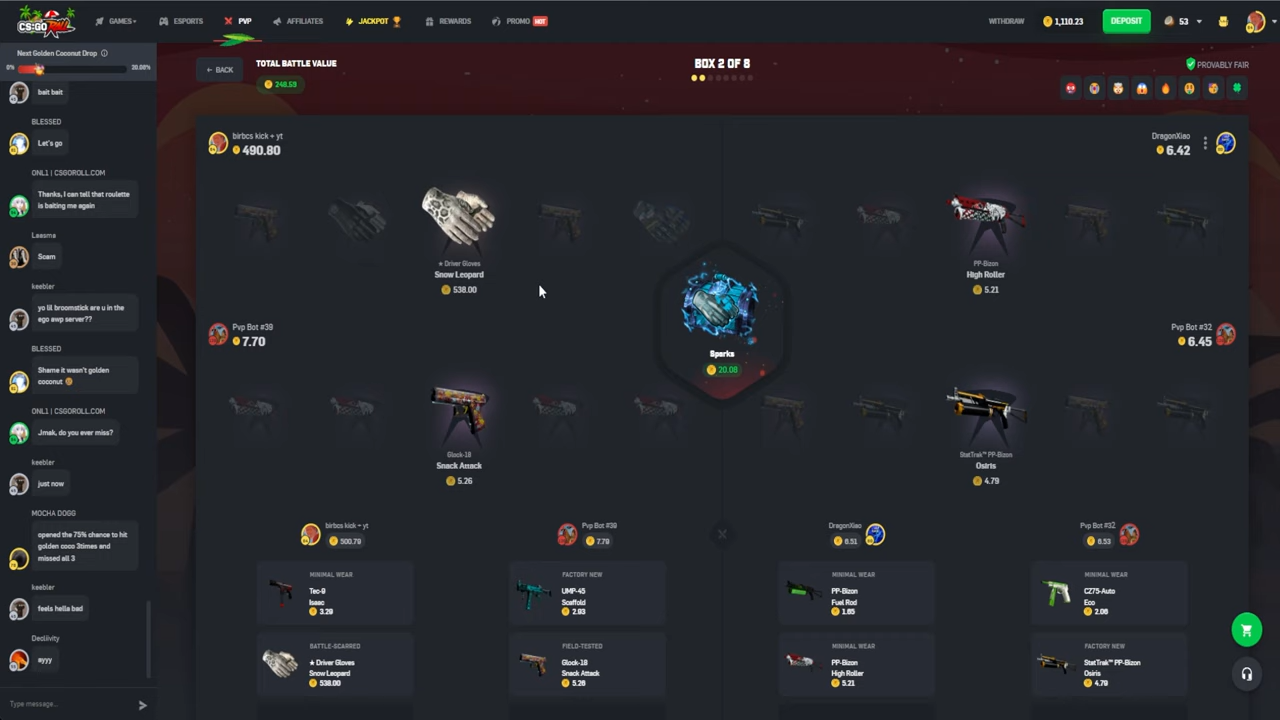 CS:GO
ROLL
GAMES
ESPORTS
PVP
AFFILIATES
JACKPOT
REWARDS
PROMO HOT
WITHDRAW
1,110.23
DEPOSIT
53
Next Golden Coconut Drop
0%
BACK
TOTAL BATTLE VALUE
248.59
BOX 2 OF 8
PROVABLY FAIR
bait bait
BLESSED
Let's go
ONL1 | CSGOROLL.COM
Thanks, I can tell that roulette
is baiting me again
Leasma
Scam
keebler
yo lil broomstick are u in the
ego awp server??
BLESSED
Shame it wasn't golden
coconut
ONL1 | CSGOROLL.COM
Jmak, do you ever miss?
keebler
just now
MOCHA DOGG
opened the 75% chance to hit
golden coco 3times and
missed all 3
keebler
feels hella bad
Declivity
ayyy
Type message...
birbcs kick + yt
490.80
DragonXiao
6.42
★ Driver Gloves
Snow Leopard
538.00
PP-Bizon
High Roller
5.21
Sparks
20.08
Pvp Bot #39
7.70
Pvp Bot #32
6.45
Glock-18
Snack Attack
5.26
StatTrak™ PP-Bizon
Osiris
4.79
birbcs kick + yt
500.79
Pvp Bot #39
7.79
DragonXiao
6.51
Pvp Bot #32
6.53
MINIMAL WEAR
Tec-9
Isaac
3.29
FACTORY NEW
UMP-45
Scaffold
2.93
MINIMAL WEAR
PP-Bizon
Fuel Rod
1.65
MINIMAL WEAR
CZ75-Auto
Eco
2.06
BATTLE-SCARRED
★ Driver Gloves
Snow Leopard
538.00
FIELD-TESTED
Glock-18
Snack Attack
5.26
MINIMAL WEAR
PP-Bizon
High Roller
5.21
FACTORY NEW
StatTrak™ PP-Bizon
Osiris
4.79